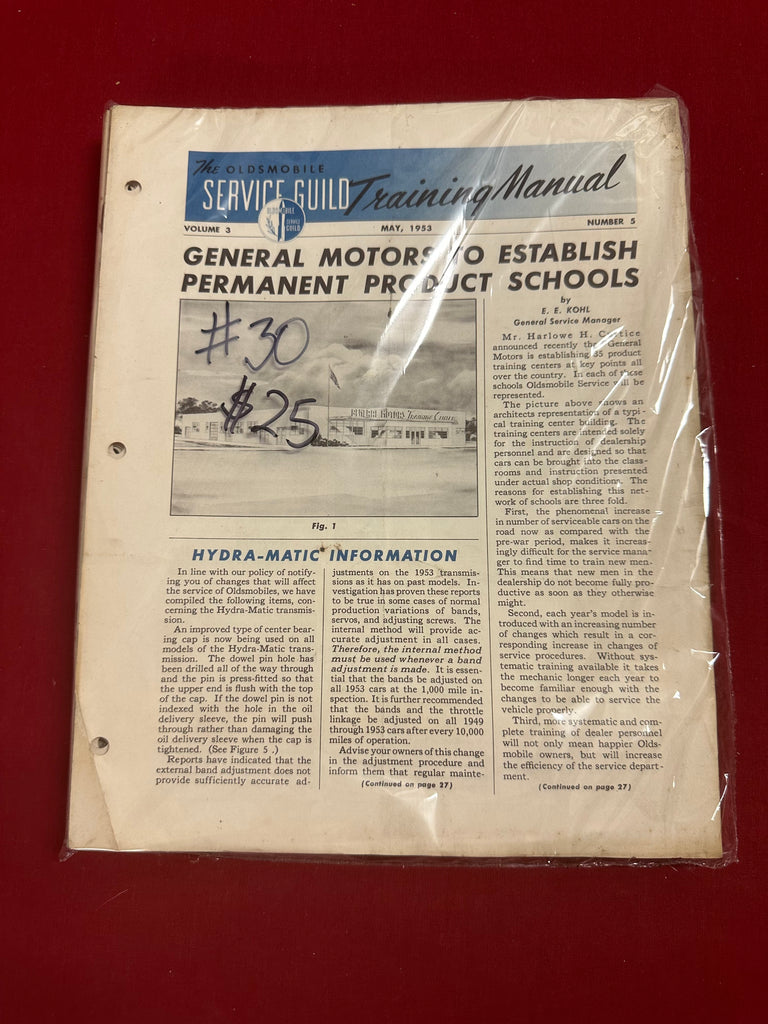 The OLDSMOBILE
SERVICE GUILD Training Manual
OLDSMOBILE
SERVICE
GUILD
VOLUME 3 MAY, 1953 NUMBER 5
GENERAL MOTORS TO ESTABLISH
PERMANENT PRODUCT SCHOOLS
#30
$25
GENERAL MOTORS Training Center
Fig. 1
HYDRA-MATIC INFORMATION
In line with our policy of notify-
ing you of changes that will affect
the service of Oldsmobiles, we have
compiled the following items, con-
cerning the Hydra-Matic transmis-
sion.
An improved type of center bear-
ing cap is now being used on all
models of the Hydra-Matic trans-
mission. The dowel pin hole has
been drilled all of the way through
and the pin is press-fitted so that
the upper end is flush with the top
of the cap. If the dowel pin is not
indexed with the hole in the oil
delivery sleeve, the pin will push
through rather than damaging the
oil delivery sleeve when the cap is
tightened. (See Figure 5 .)
Reports have indicated that the
external band adjustment does not
provide sufficiently accurate ad-
justments on the 1953 transmis-
sions as it has on past models. In-
vestigation has proven these reports
to be true in some cases of normal
production variations of bands,
servos, and adjusting screws. The
internal method will provide ac-
curate adjustment in all cases.
Therefore, the internal method
must be used whenever a band
adjustment is made. It is essen-
tial that the bands be adjusted on
all 1953 cars at the 1,000 mile in-
spection. It is further recommended
that the bands and the throttle
linkage be adjusted on all 1949
through 1953 cars after every 10,000
miles of operation.
Advise your owners of this change
in the adjustment procedure and
inform them that regular mainte-
(Continued on page 27)
by
E. E. KOHL
General Service Manager
Mr. Harlowe H. Curtice
announced recently the General
Motors is establishing 35 product
training centers at key points all
over the country. In each of these
schools Oldsmobile Service will be
represented.
The picture above shows an
architects representation of a typi-
cal training center building. The
training centers are intended solely
for the instruction of dealership
personnel and are designed so that
cars can be brought into the class-
rooms and instruction presented
under actual shop conditions. The
reasons for establishing this net-
work of schools are three fold.
First, the phenomenal increase
in number of serviceable cars on the
road now as compared with the
pre-war period, makes it increas-
ingly difficult for the service mana-
ger to find time to train new men.
This means that new men in the
dealership do not become fully pro-
ductive as soon as they otherwise
might.
Second, each year's model is in-
troduced with an increasing number
of changes which result in a cor-
responding increase in changes of
service procedures. Without sys-
tematic training available it takes
the mechanic longer each year to
become familiar enough with the
changes to be able to service the
vehicle properly.
Third, more systematic and com-
plete training of dealer personnel
will not only mean happier Olds-
mobile owners, but will increase
the efficiency of the service depart-
ment.
(Continued on page 27)